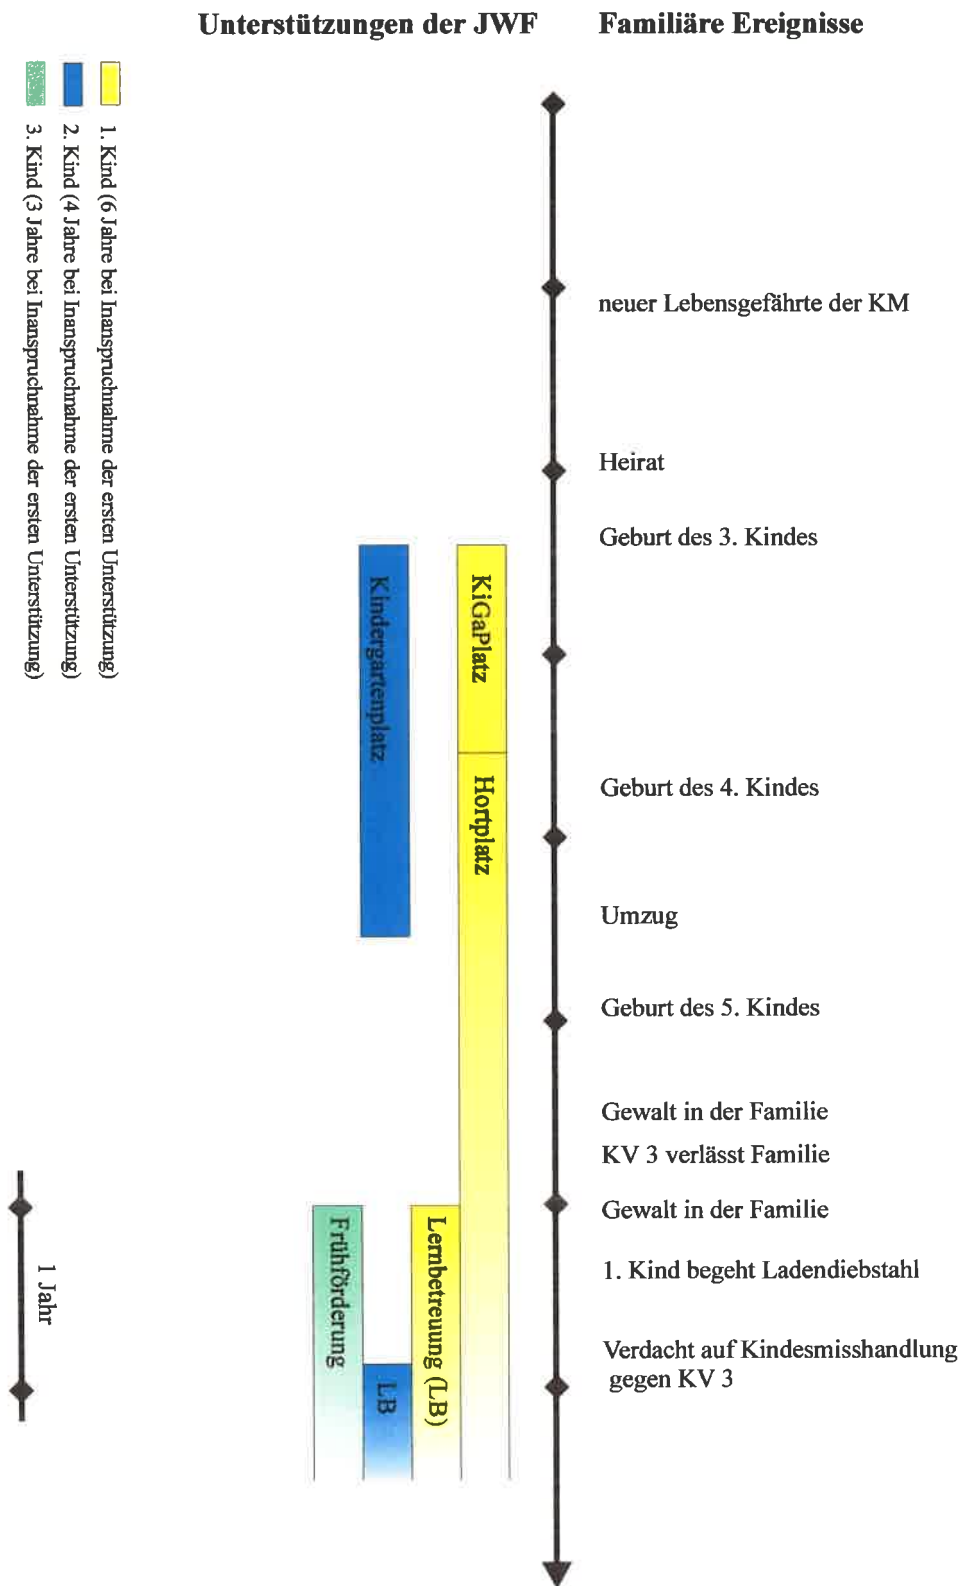 Unterstützungen der JWF
Familiäre Ereignisse
1. Kind (6 Jahre bei Inanspruchnahme der ersten Unterstützung)
2. Kind (4 Jahre bei Inanspruchnahme der ersten Unterstützung)
3. Kind (3 Jahre bei Inanspruchnahme der ersten Unterstützung)
neuer Lebensgefährte der KM
Heirat
Geburt des 3. Kindes
KiGaPlatz
Kindergartenplatz
Hortplatz
Geburt des 4. Kindes
Umzug
Geburt des 5. Kindes
Gewalt in der Familie
KV 3 verlässt Familie
Gewalt in der Familie
Lernbetreuung (LB)
Frühförderung
LB
1 Jahr
1. Kind begeht Ladendiebstahl
Verdacht auf Kindesmisshandlung
gegen KV 3